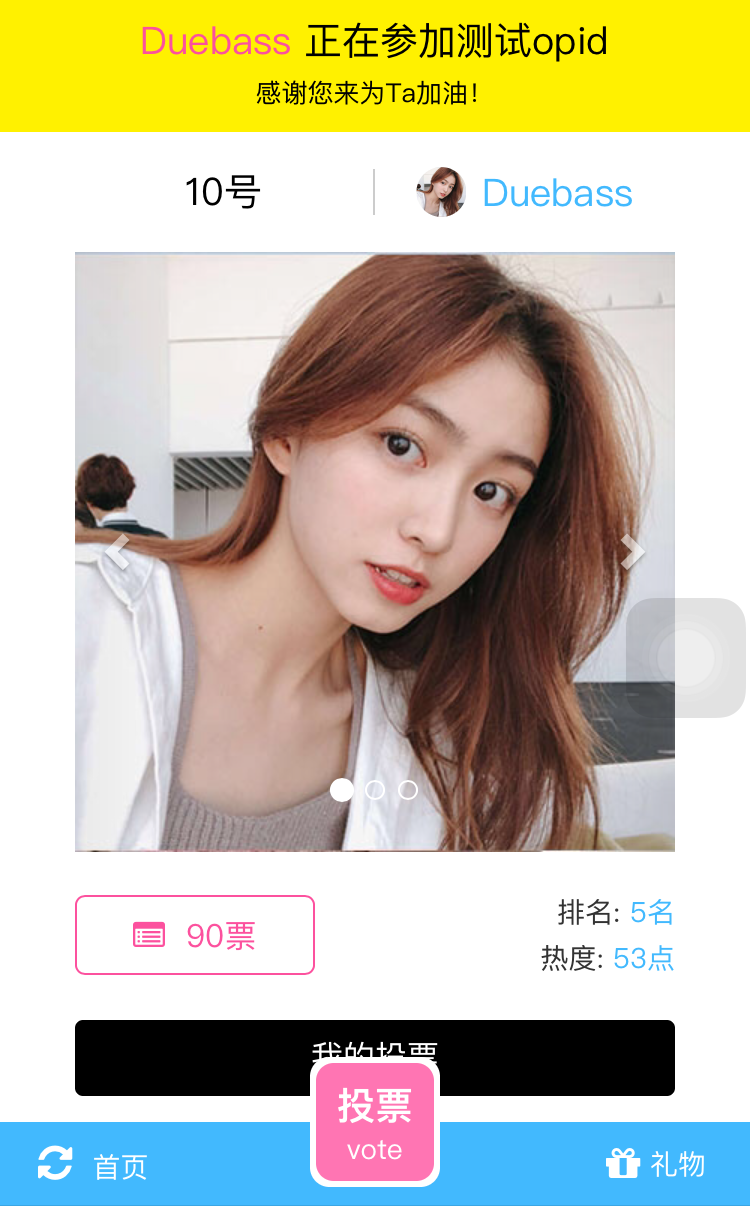 Duebass 正在参加测试opid
感谢您来为Ta加油！
10号
Duebass
90票
排名: 5名
热度: 53点
我的投票
投票
vote
首页
礼物